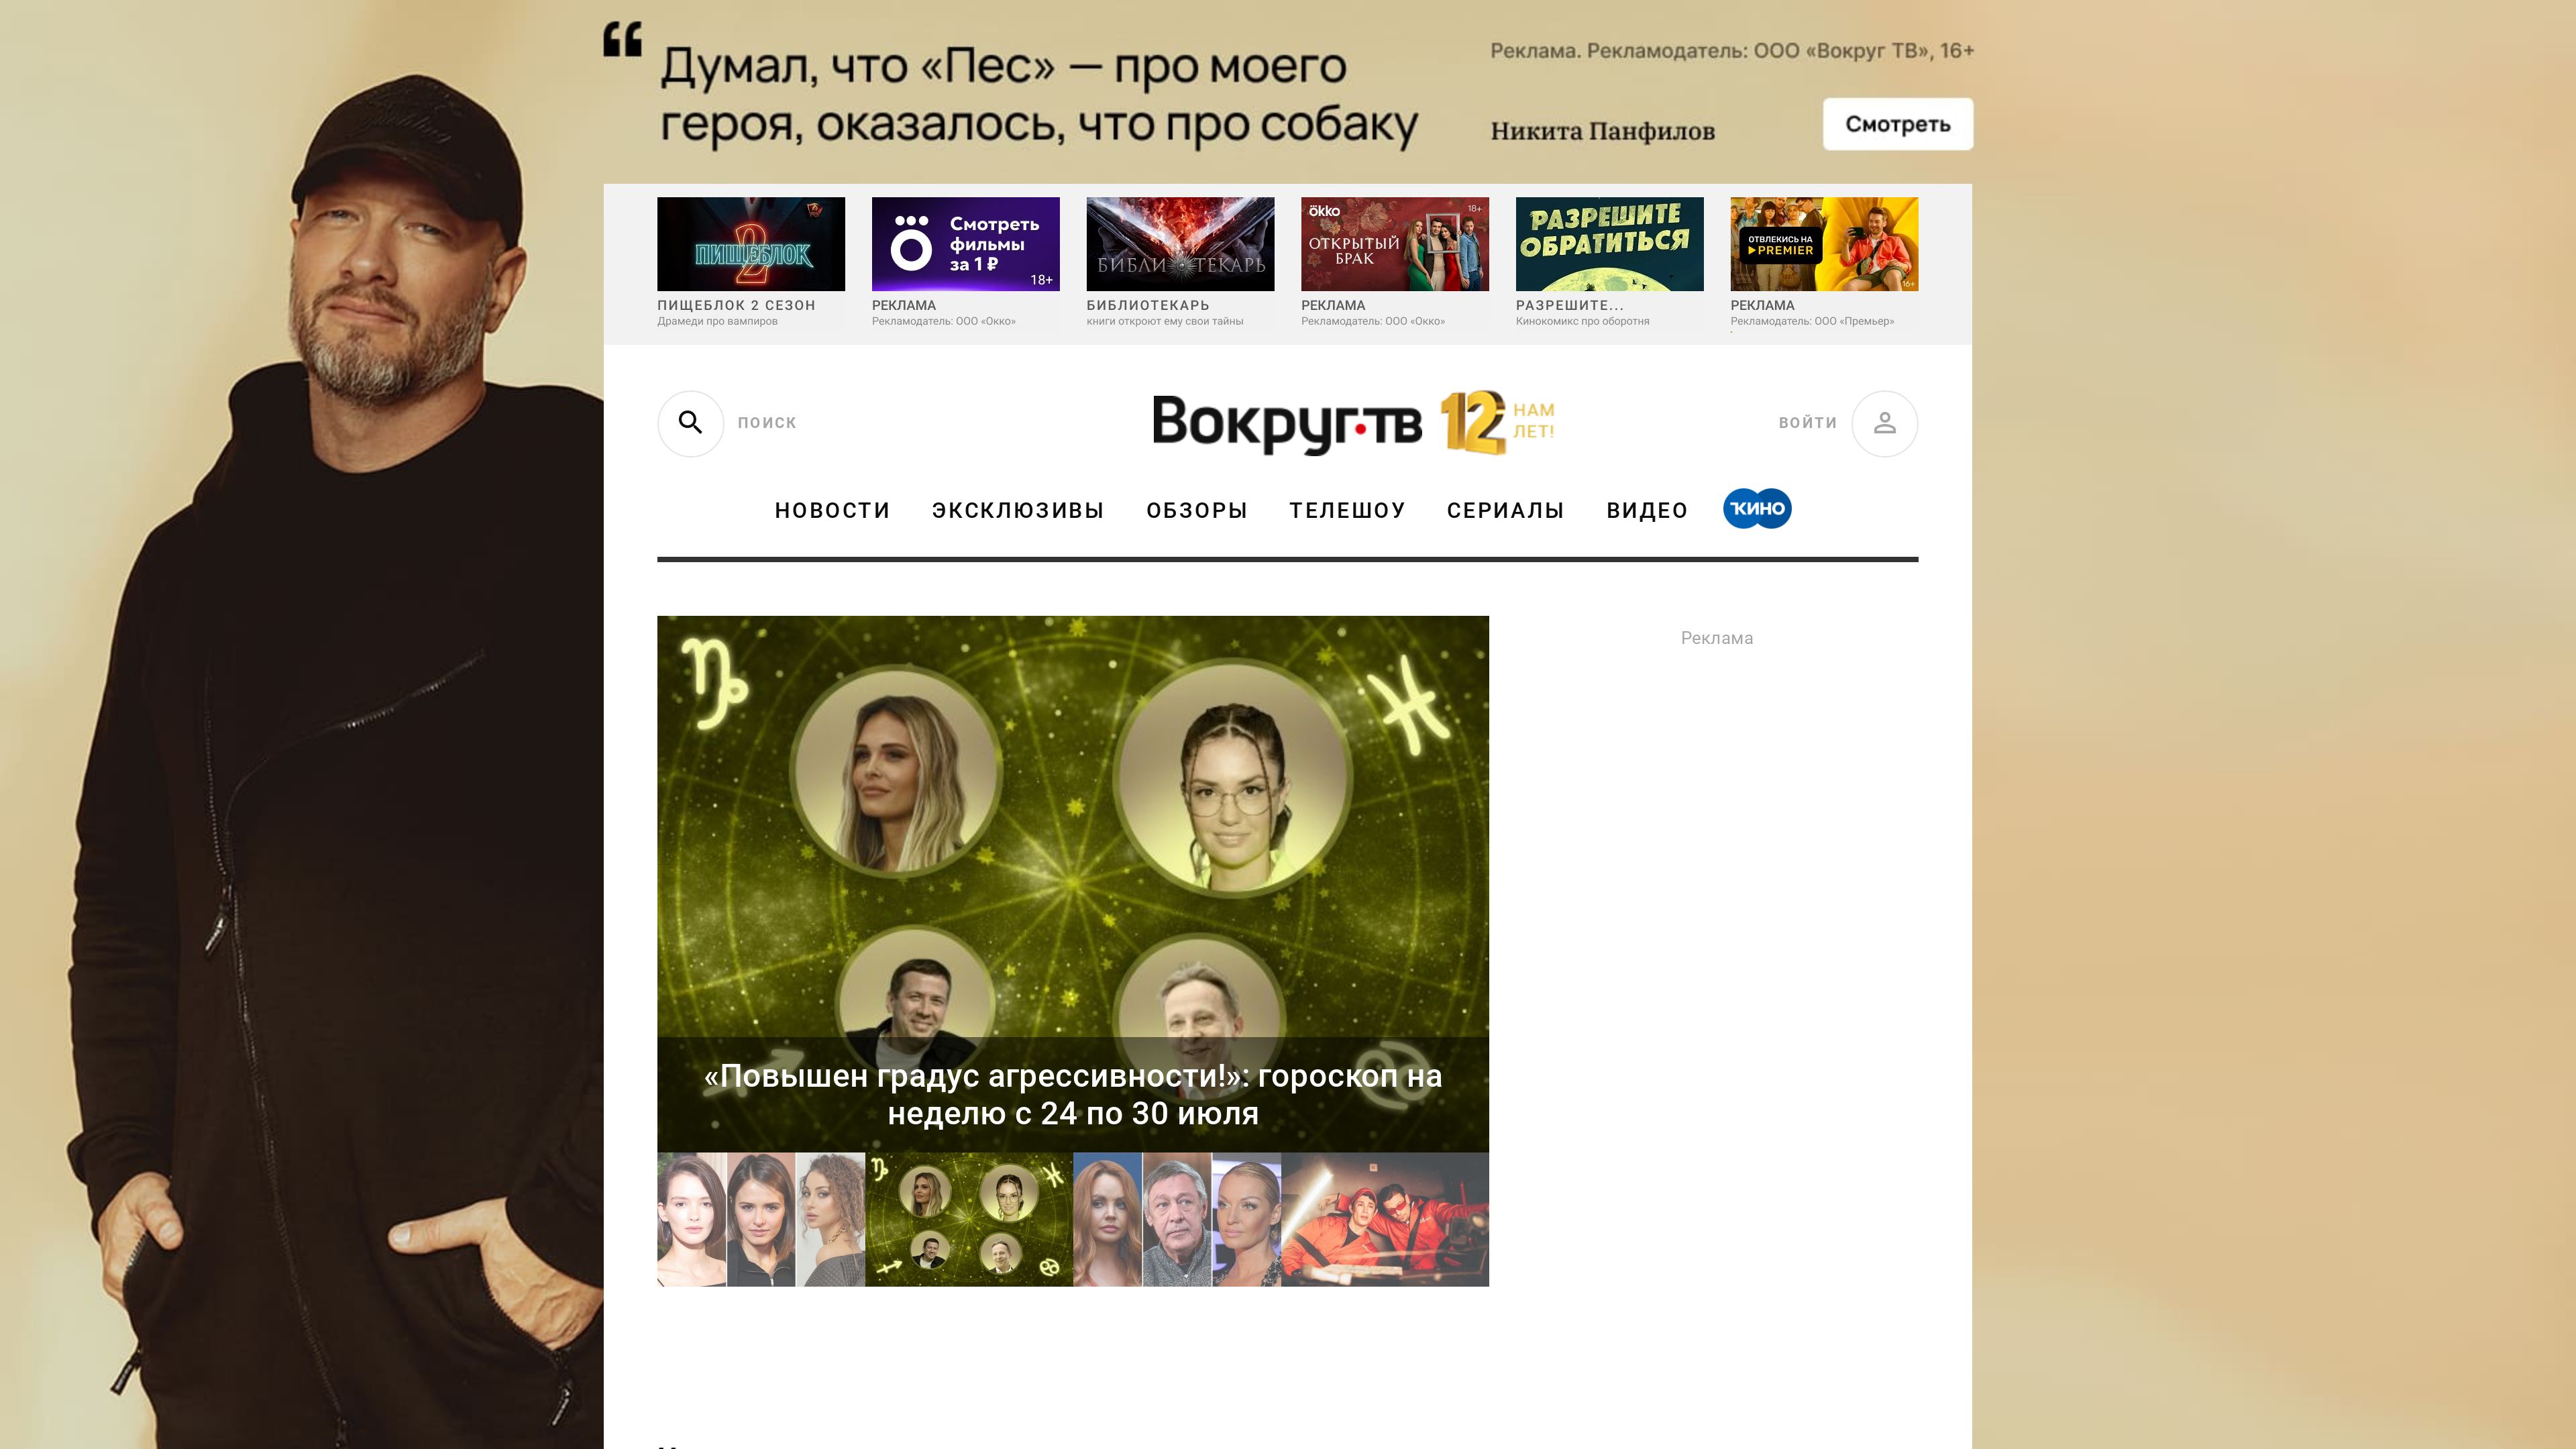 “
Думал, что «Пес» — про моего
героя, оказалось, что про собаку
Реклама. Рекламодатель: ООО «Вокруг ТВ», 16+
Никита Панфилов
Смотреть
ПИЩЕБЛОК
2
Смотреть
фильмы
за 1 ₽
18+
БИБЛИОТЕКАРЬ
okko
18+
ОТКРЫТЫЙ
БРАК
РАЗРЕШИТЕ
ОБРАТИТЬСЯ
ОТВЛЕКИСЬ НА
PREMIER
16+
ПИЩЕБЛОК 2 СЕЗОН
Драмеди про вампиров
РЕКЛАМА
Рекламодатель: ООО «Окко»
БИБЛИОТЕКАРЬ
книги откроют ему свои тайны
РЕКЛАМА
Рекламодатель: ООО «Окко»
РАЗРЕШИТЕ...
Кинокомикс про оборотня
РЕКЛАМА
Рекламодатель: ООО «Премьер»
ПОИСК
Вокруг·ТВ
12
НАМ
ЛЕТ!
ВОЙТИ
НОВОСТИ ЭКСКЛЮЗИВЫ ОБЗОРЫ ТЕЛЕШОУ СЕРИАЛЫ ВИДЕО ТКИНО
Реклама
«Повышен градус агрессивности!»: гороскоп на
неделю с 24 по 30 июля